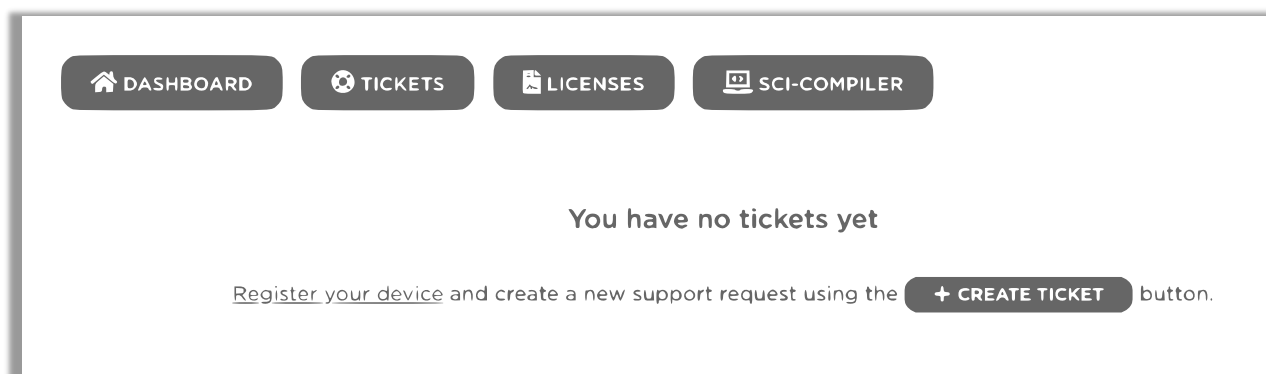 DASHBOARD TICKETS LICENSES SCI-COMPILER
You have no tickets yet
Register your device and create a new support request using the + CREATE TICKET button.